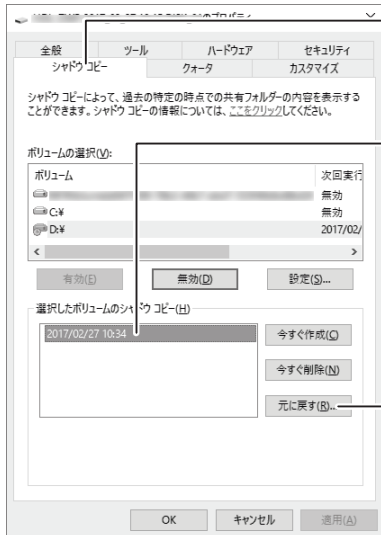 のプロパティ
全般 ツール ハードウェア セキュリティ
シャドウ コピー クォータ カスタマイズ
シャドウ コピーによって、過去の特定の時点での共有フォルダーの内容を表示する
ことができます。シャドウ コピーの情報については、ここをクリックしてください。
ボリュームの選択(V):
ボリューム 次回実行
無効
C:¥ 無効
D:¥ 2017/02/
有効(E) 無効(D) 設定(S)...
選択したボリュームのシャドウ コピー(H)
2017/02/27 10:34
今すぐ作成(C)
今すぐ削除(N)
元に戻す(R)...
OK キャンセル 適用(A)